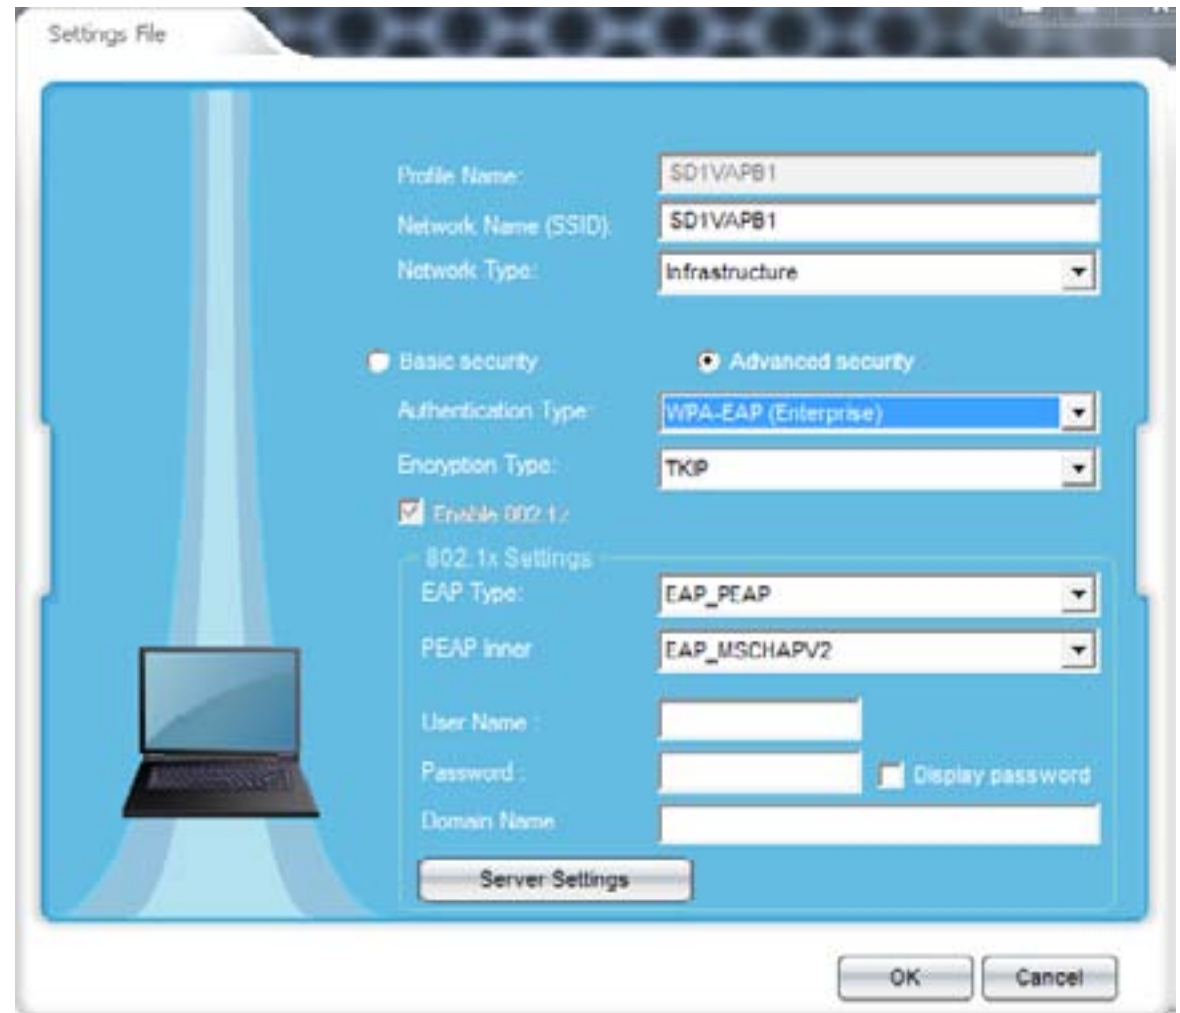 Settings File
Profile Name: SD1VAPB1
Network Name (SSID): SD1VAPB1
Network Type: Infrastructure
Basic security Advanced security
Authentication Type: WPA-EAP (Enterprise)
Encryption Type: TKIP
Enable
802.1x Settings
EAP Type: EAP_PEAP
PEAP Inner EAP_MSCHAPV2
User Name :
Password : Display password
Domain Name
Server Settings
OK Cancel